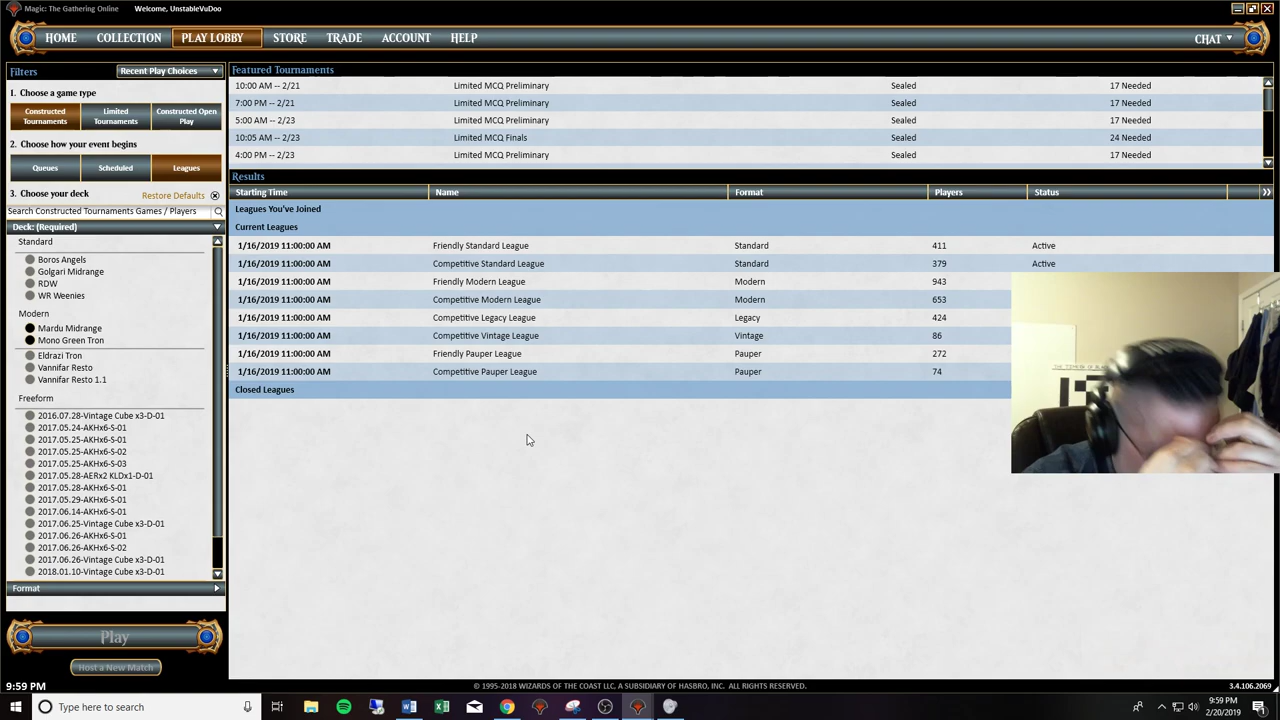 Magic: The Gathering Online Welcome, UnstableVuDoo
HOME COLLECTION PLAY LOBBY STORE TRADE ACCOUNT HELP CHAT
Filters Recent Play Choices
1. Choose a game type
Constructed Tournaments Limited Tournaments Constructed Open Play
2. Choose how your event begins
Queues Scheduled Leagues
3. Choose your deck Restore Defaults
Search Constructed Tournaments Games / Players
Deck: (Required)
Standard
Boros Angels
Golgari Midrange
RDW
WR Weenies
Modern
Mardu Midrange
Mono Green Tron
Eldrazi Tron
Vannifar Resto
Vannifar Resto 1.1
Freeform
2016.07.28-Vintage Cube x3-D-01
2017.05.24-AKHx6-S-01
2017.05.25-AKHx6-S-01
2017.05.25-AKHx6-S-02
2017.05.25-AKHx6-S-03
2017.05.28-AERx2 KLDx1-D-01
2017.05.28-AKHx6-S-01
2017.05.29-AKHx6-S-01
2017.06.14-AKHx6-S-01
2017.06.25-Vintage Cube x3-D-01
2017.06.26-AKHx6-S-01
2017.06.26-AKHx6-S-02
2017.06.26-Vintage Cube x3-D-01
2018.01.10-Vintage Cube x3-D-01
Format
Play
Host a New Match
9:59 PM
Featured Tournaments
10:00 AM -- 2/21 Limited MCQ Preliminary Sealed 17 Needed
7:00 PM -- 2/21 Limited MCQ Preliminary Sealed 17 Needed
5:00 AM -- 2/23 Limited MCQ Preliminary Sealed 17 Needed
10:05 AM -- 2/23 Limited MCQ Finals Sealed 24 Needed
4:00 PM -- 2/23 Limited MCQ Preliminary Sealed 17 Needed
Results
Starting Time Name Format Players Status
Leagues You've Joined
Current Leagues
1/16/2019 11:00:00 AM Friendly Standard League Standard 411 Active
1/16/2019 11:00:00 AM Competitive Standard League Standard 379 Active
1/16/2019 11:00:00 AM Friendly Modern League Modern 943
1/16/2019 11:00:00 AM Competitive Modern League Modern 653
1/16/2019 11:00:00 AM Competitive Legacy League Legacy 424
1/16/2019 11:00:00 AM Competitive Vintage League Vintage 86
1/16/2019 11:00:00 AM Friendly Pauper League Pauper 272
1/16/2019 11:00:00 AM Competitive Pauper League Pauper 74
Closed Leagues
© 1995-2018 WIZARDS OF THE COAST LLC, A SUBSIDIARY OF HASBRO, INC. ALL RIGHTS RESERVED. 3.4.106.2069
Type here to search
9:59 PM
2/20/2019